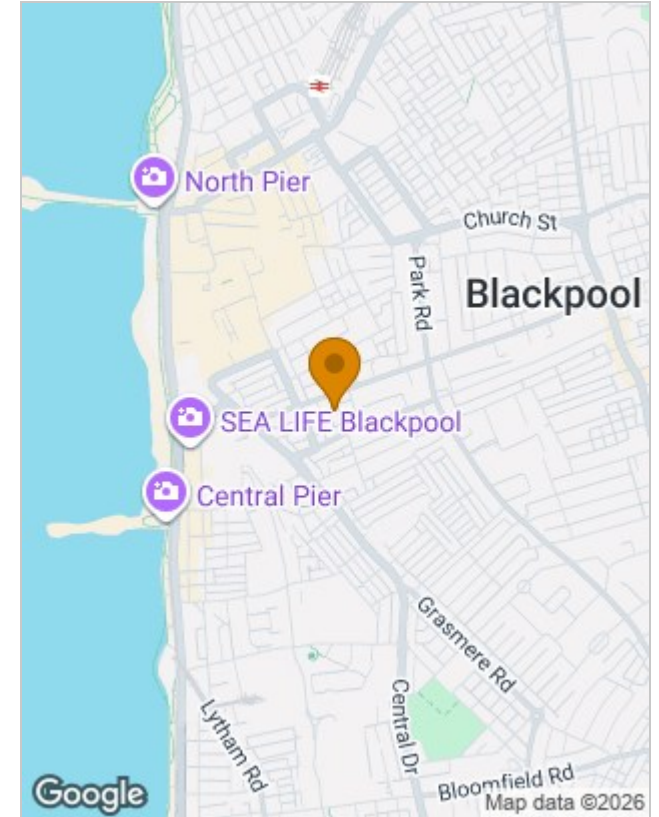 North Pier
Church St
Park Rd
Blackpool
SEA LIFE Blackpool
Central Pier
Grasmere Rd
Central Dr
Lytham Rd
Bloomfield Rd
Google
Map data ©2026